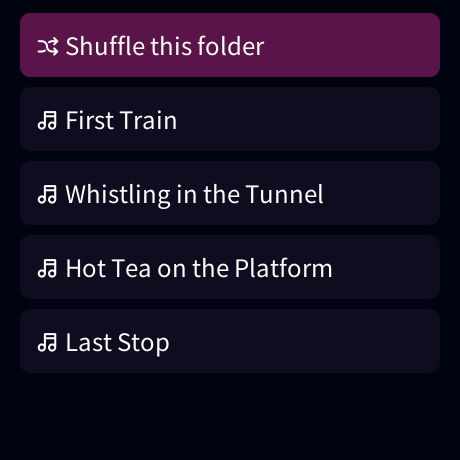 Shuffle this folder
First Train
Whistling in the Tunnel
Hot Tea on the Platform
Last Stop